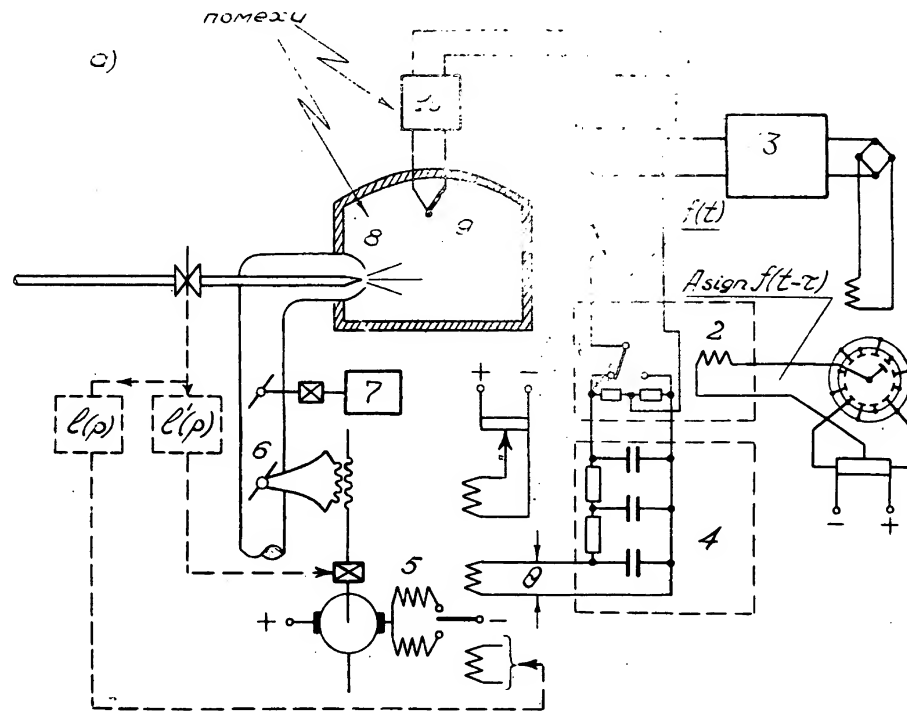 помехи
а)
3
8
9
f(t)
A sign f(t-τ)
2
+ -
7
ℓ(p)
ℓ'(p)
6
4
- +
5
θ
+
-